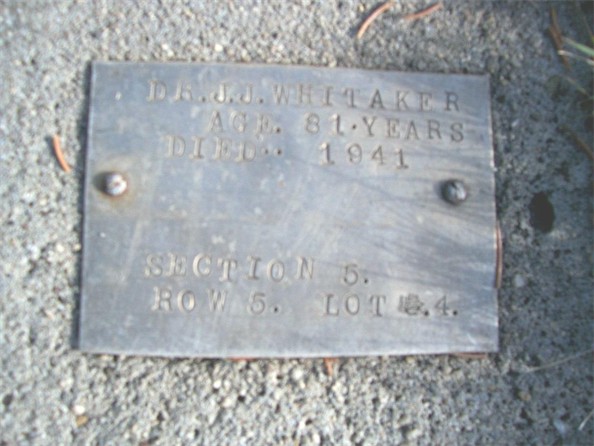 DR. J.J. WHITAKER
AGE. 81. YEARS
DIED.. 1941
SECTION 5.
ROW 5. LOT .4.